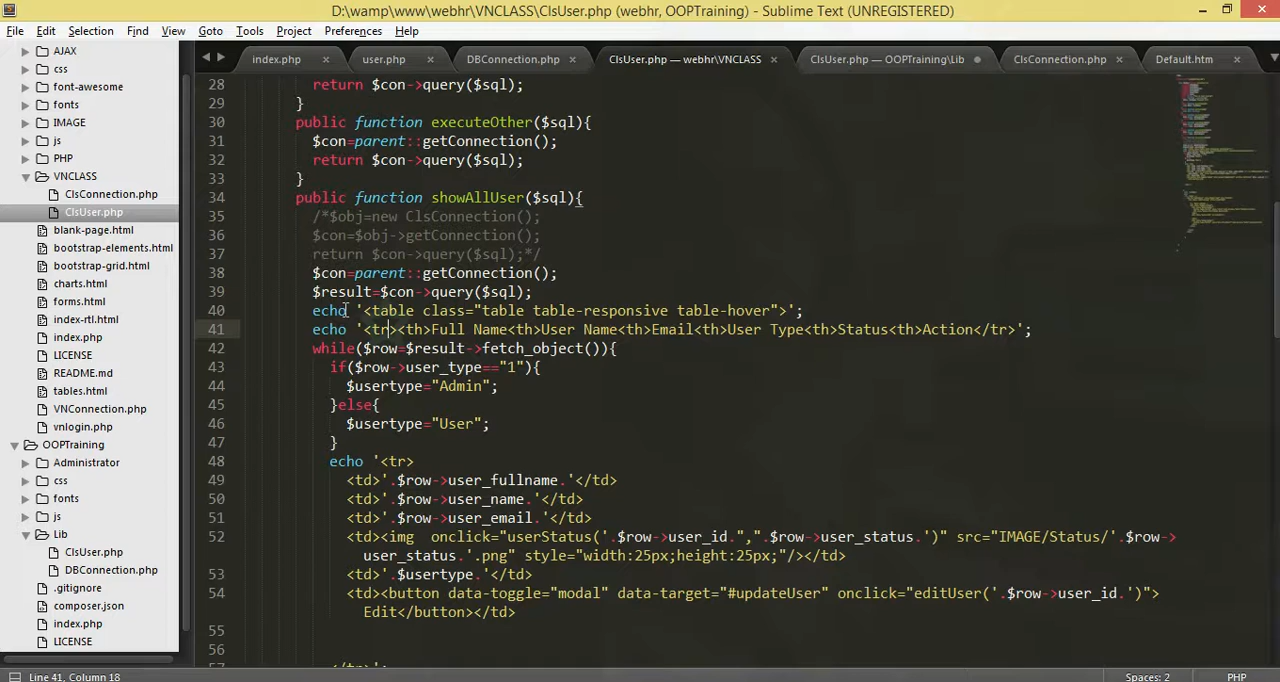 D:\wamp\www\webhr\VNCLASS\ClsUser.php (webhr, OOPTraining) - Sublime Text (UNREGISTERED)
File Edit Selection Find View Goto Tools Project Preferences Help
index.php × user.php × DBConnection.php × ClsUser.php — webhr\VNCLASS × ClsUser.php — OOPTraining\Lib ClsConnection.php × Default.htm ×
AJAX
css
font-awesome
fonts
IMAGE
js
PHP
VNCLASS
ClsConnection.php
ClsUser.php
blank-page.html
bootstrap-elements.html
bootstrap-grid.html
charts.html
forms.html
index-rtl.html
index.php
LICENSE
README.md
tables.html
VNConnection.php
vnlogin.php
OOPTraining
Administrator
css
fonts
js
Lib
ClsUser.php
DBConnection.php
.gitignore
composer.json
index.php
LICENSE
28 return $con->query($sql);
29 }
30 public function executeOther($sql){
31 $con=parent::getConnection();
32 return $con->query($sql);
33 }
34 public function showAllUser($sql){
35 /*$obj=new ClsConnection();
36 $con=$obj->getConnection();
37 return $con->query($sql);*/
38 $con=parent::getConnection();
39 $result=$con->query($sql);
40 echo '<table class="table table-responsive table-hover">';
41 echo '<tr><th>Full Name<th>User Name<th>Email<th>User Type<th>Status<th>Action</tr>';
42 while($row=$result->fetch_object()){
43 if($row->user_type=="1"){
44 $usertype="Admin";
45 }else{
46 $usertype="User";
47 }
48 echo '<tr>
49 <td>'.$row->user_fullname.'</td>
50 <td>'.$row->user_name.'</td>
51 <td>'.$row->user_email.'</td>
52 <td><img onclick="userStatus('.$row->user_id.",".$row->user_status.')" src="IMAGE/Status/'.$row->
user_status.'.png" style="width:25px;height:25px;"/></td>
53 <td>'.$usertype.'</td>
54 <td><button data-toggle="modal" data-target="#updateUser" onclick="editUser('.$row->user_id.')">
Edit</button></td>
55
56
57 </tr>';
Line 41, Column 18 Spaces: 2 PHP